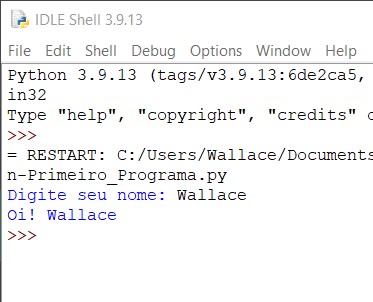 IDLE Shell 3.9.13
File Edit Shell Debug Options Window Help
Python 3.9.13 (tags/v3.9.13:6de2ca5,
in32
Type "help", "copyright", "credits" o
>>>
= RESTART: C:/Users/Wallace/Documents
n-Primeiro_Programa.py
Digite seu nome: Wallace
Oi! Wallace
>>>